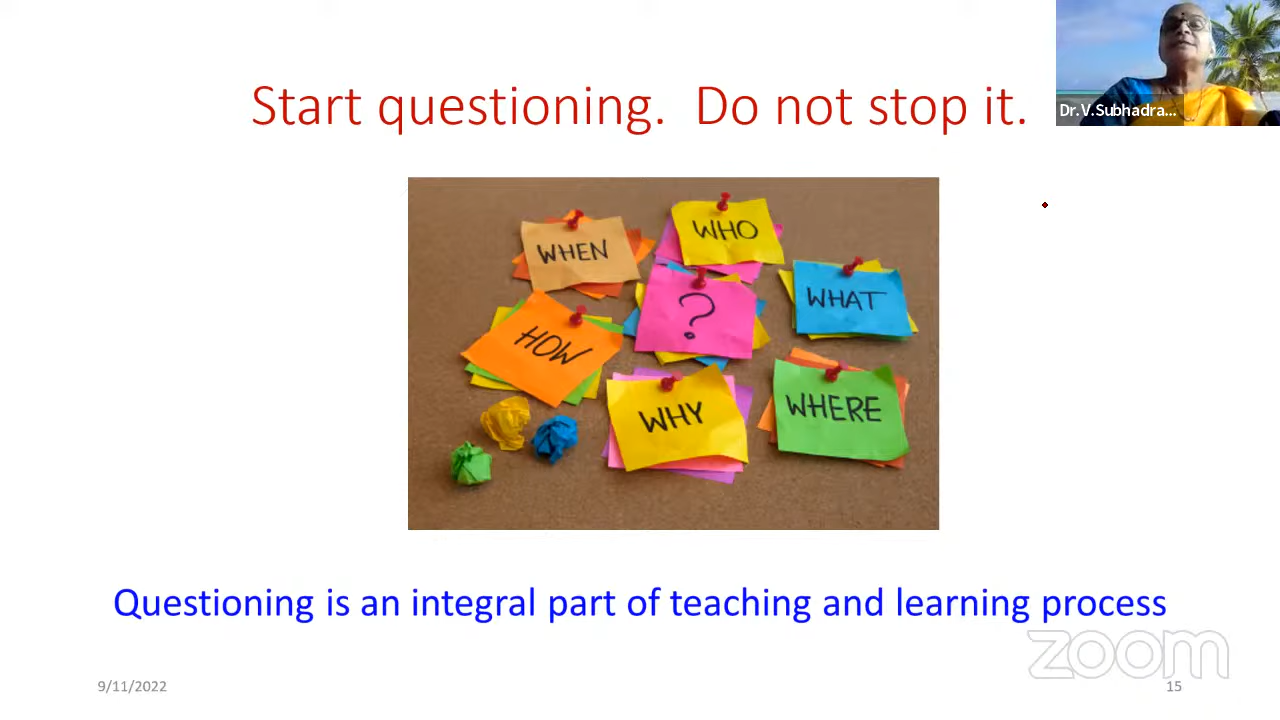 Start questioning. Do not stop it.
Dr.V.Subhadra...
WHEN
WHO
?
WHAT
HOW
WHY
WHERE
Questioning is an integral part of teaching and learning process
zoom
9/11/2022
15